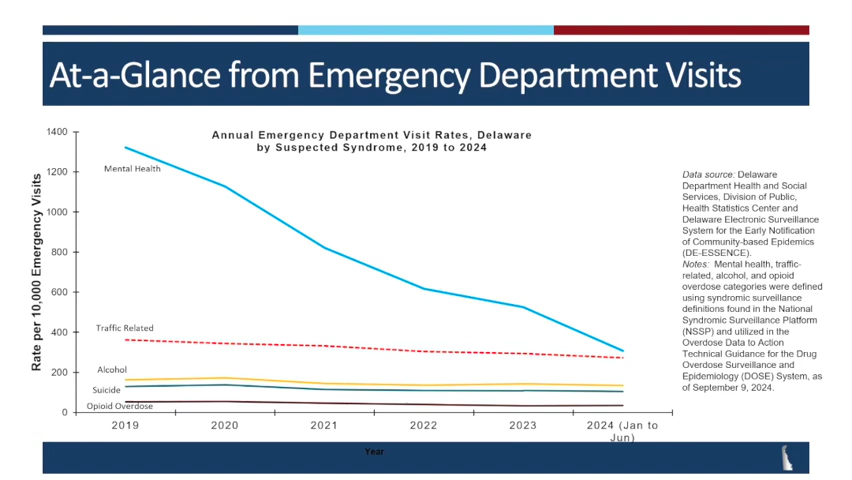 At-a-Glance from Emergency Department Visits
Annual Emergency Department Visit Rates, Delaware
by Suspected Syndrome, 2019 to 2024
Rate per 10,000 Emergency Visits
1400
1200
1000
800
600
400
200
0
Mental Health
Traffic Related
Alcohol
Suicide
Opioid Overdose
2019
2020
2021
2022
2023
2024 (Jan to
Jun)
Year
Data source: Delaware
Department Health and Social
Services, Division of Public,
Health Statistics Center and
Delaware Electronic Surveillance
System for the Early Notification
of Community-based Epidemics
(DE-ESSENCE).
Notes: Mental health, traffic-
related, alcohol, and opioid
overdose categories were defined
using syndromic surveillance
definitions found in the National
Syndromic Surveillance Platform
(NSSP) and utilized in the
Overdose Data to Action
Technical Guidance for the Drug
Overdose Surveillance and
Epidemiology (DOSE) System, as
of September 9, 2024.